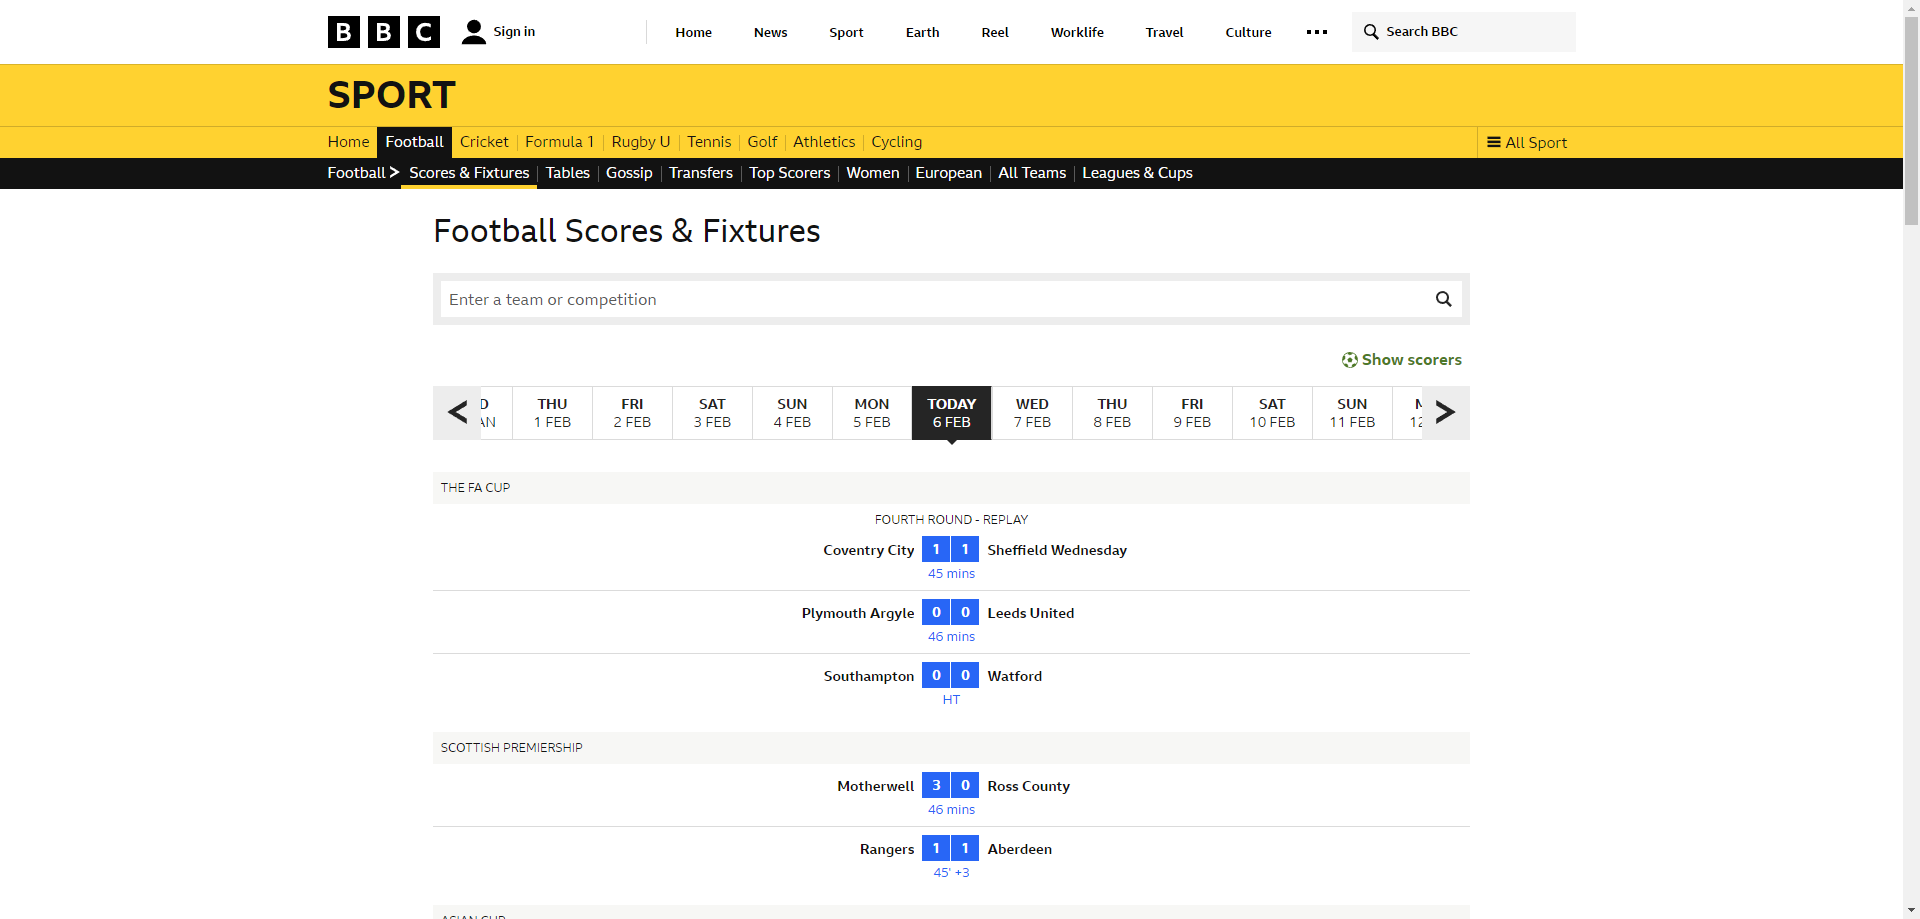 BBC Sign in Home News Sport Earth Reel Worklife Travel Culture Search BBC
SPORT
Home Football Cricket Formula 1 Rugby U Tennis Golf Athletics Cycling All Sport
Football Scores & Fixtures Tables Gossip Transfers Top Scorers Women European All Teams Leagues & Cups
Football Scores & Fixtures
Enter a team or competition
Show scorers
D THU FRI SAT SUN MON TODAY WED THU FRI SAT SUN
AN 1 FEB 2 FEB 3 FEB 4 FEB 5 FEB 6 FEB 7 FEB 8 FEB 9 FEB 10 FEB 11 FEB 12
THE FA CUP
FOURTH ROUND - REPLAY
Coventry City 1 1 Sheffield Wednesday
45 mins
Plymouth Argyle 0 0 Leeds United
46 mins
Southampton 0 0 Watford
HT
SCOTTISH PREMIERSHIP
Motherwell 3 0 Ross County
46 mins
Rangers 1 1 Aberdeen
45' +3
ASIAN CUP